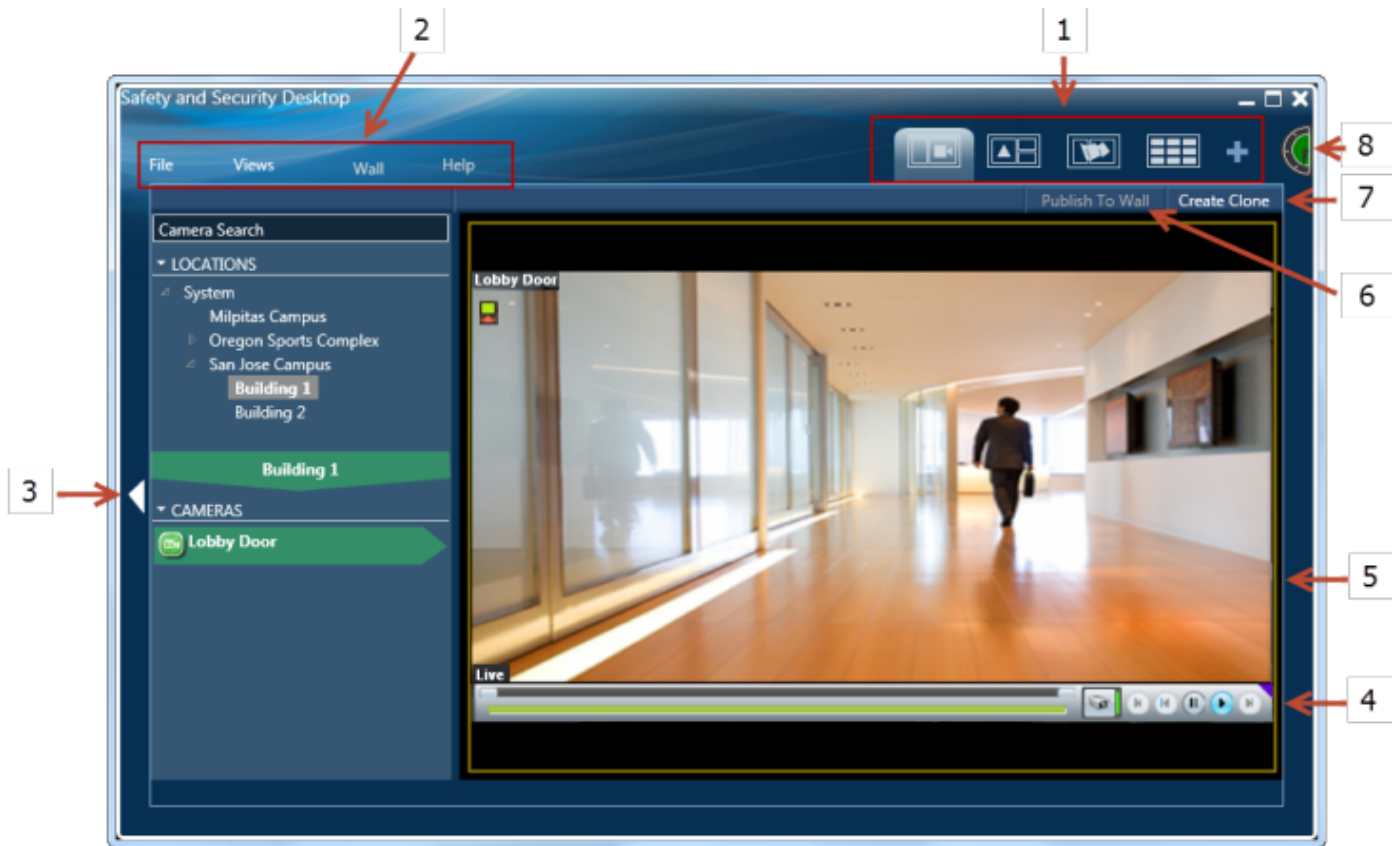 2
1
Safety and Security Desktop
File Views Wall Help
8
Publish To Wall Create Clone
7
Camera Search
LOCATIONS
Lobby Door
6
System
Milpitas Campus
Oregon Sports Complex
San Jose Campus
Building 1
Building 2
Building 1
3
CAMERAS
Lobby Door
5
Live
4